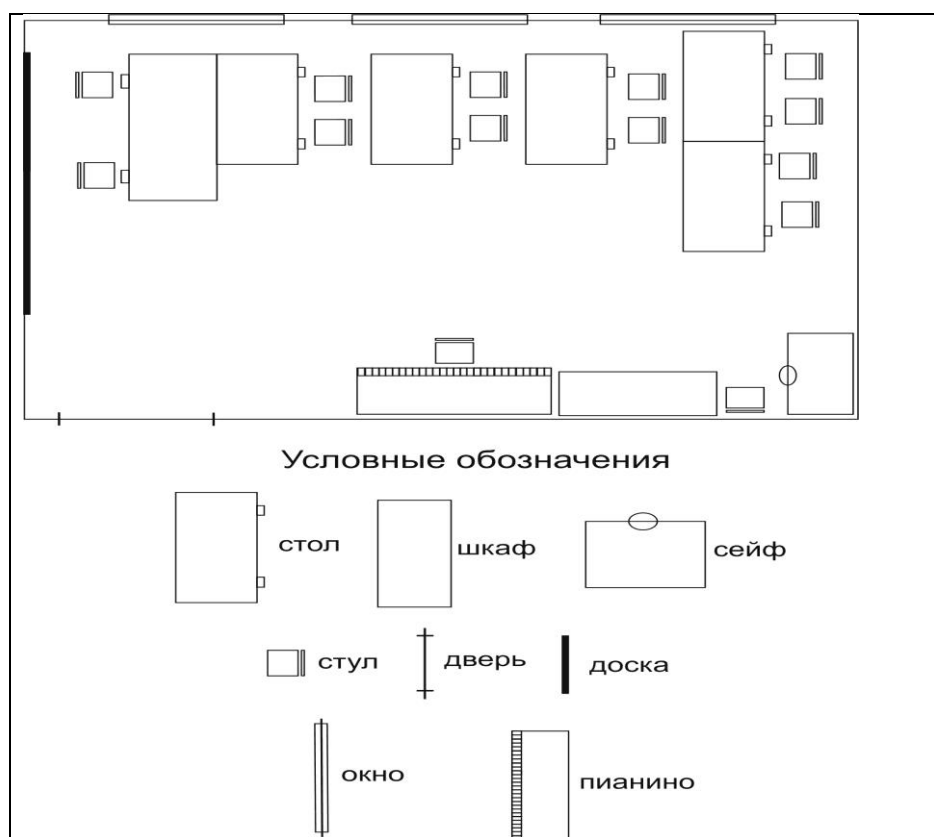 Условные обозначения
стол шкаф сейф
стул дверь доска
окно пианино